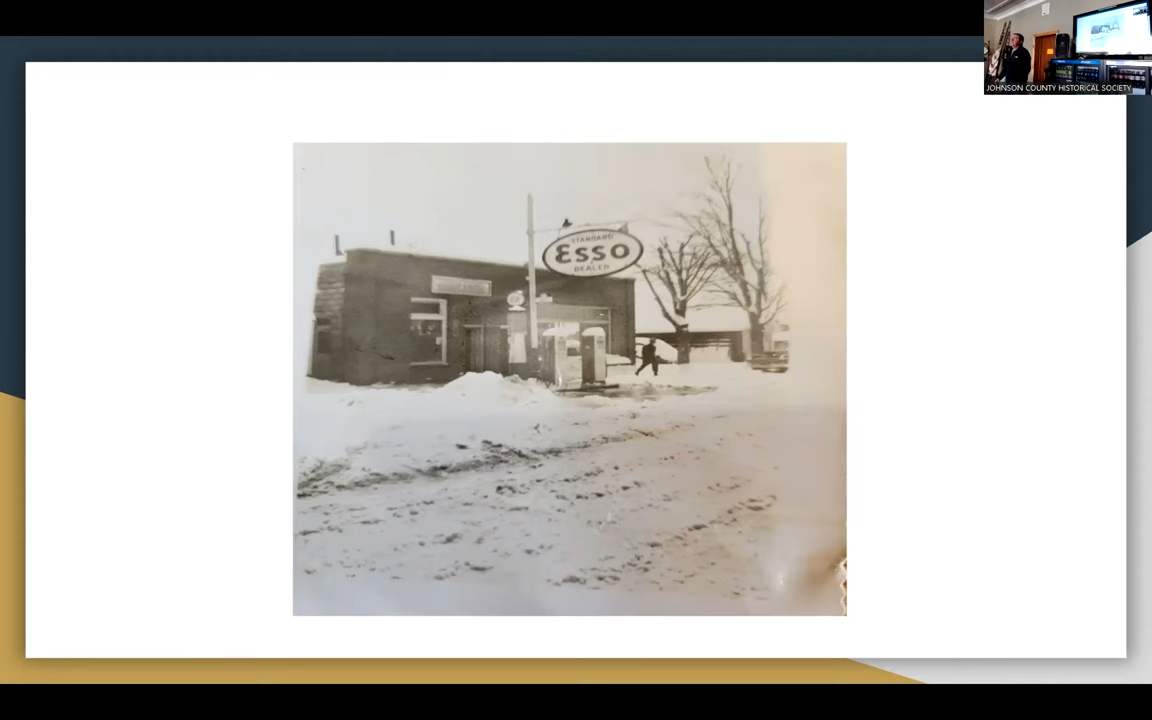 JOHNSON COUNTY HISTORICAL SOCIETY
STANDARD
Esso
DEALER